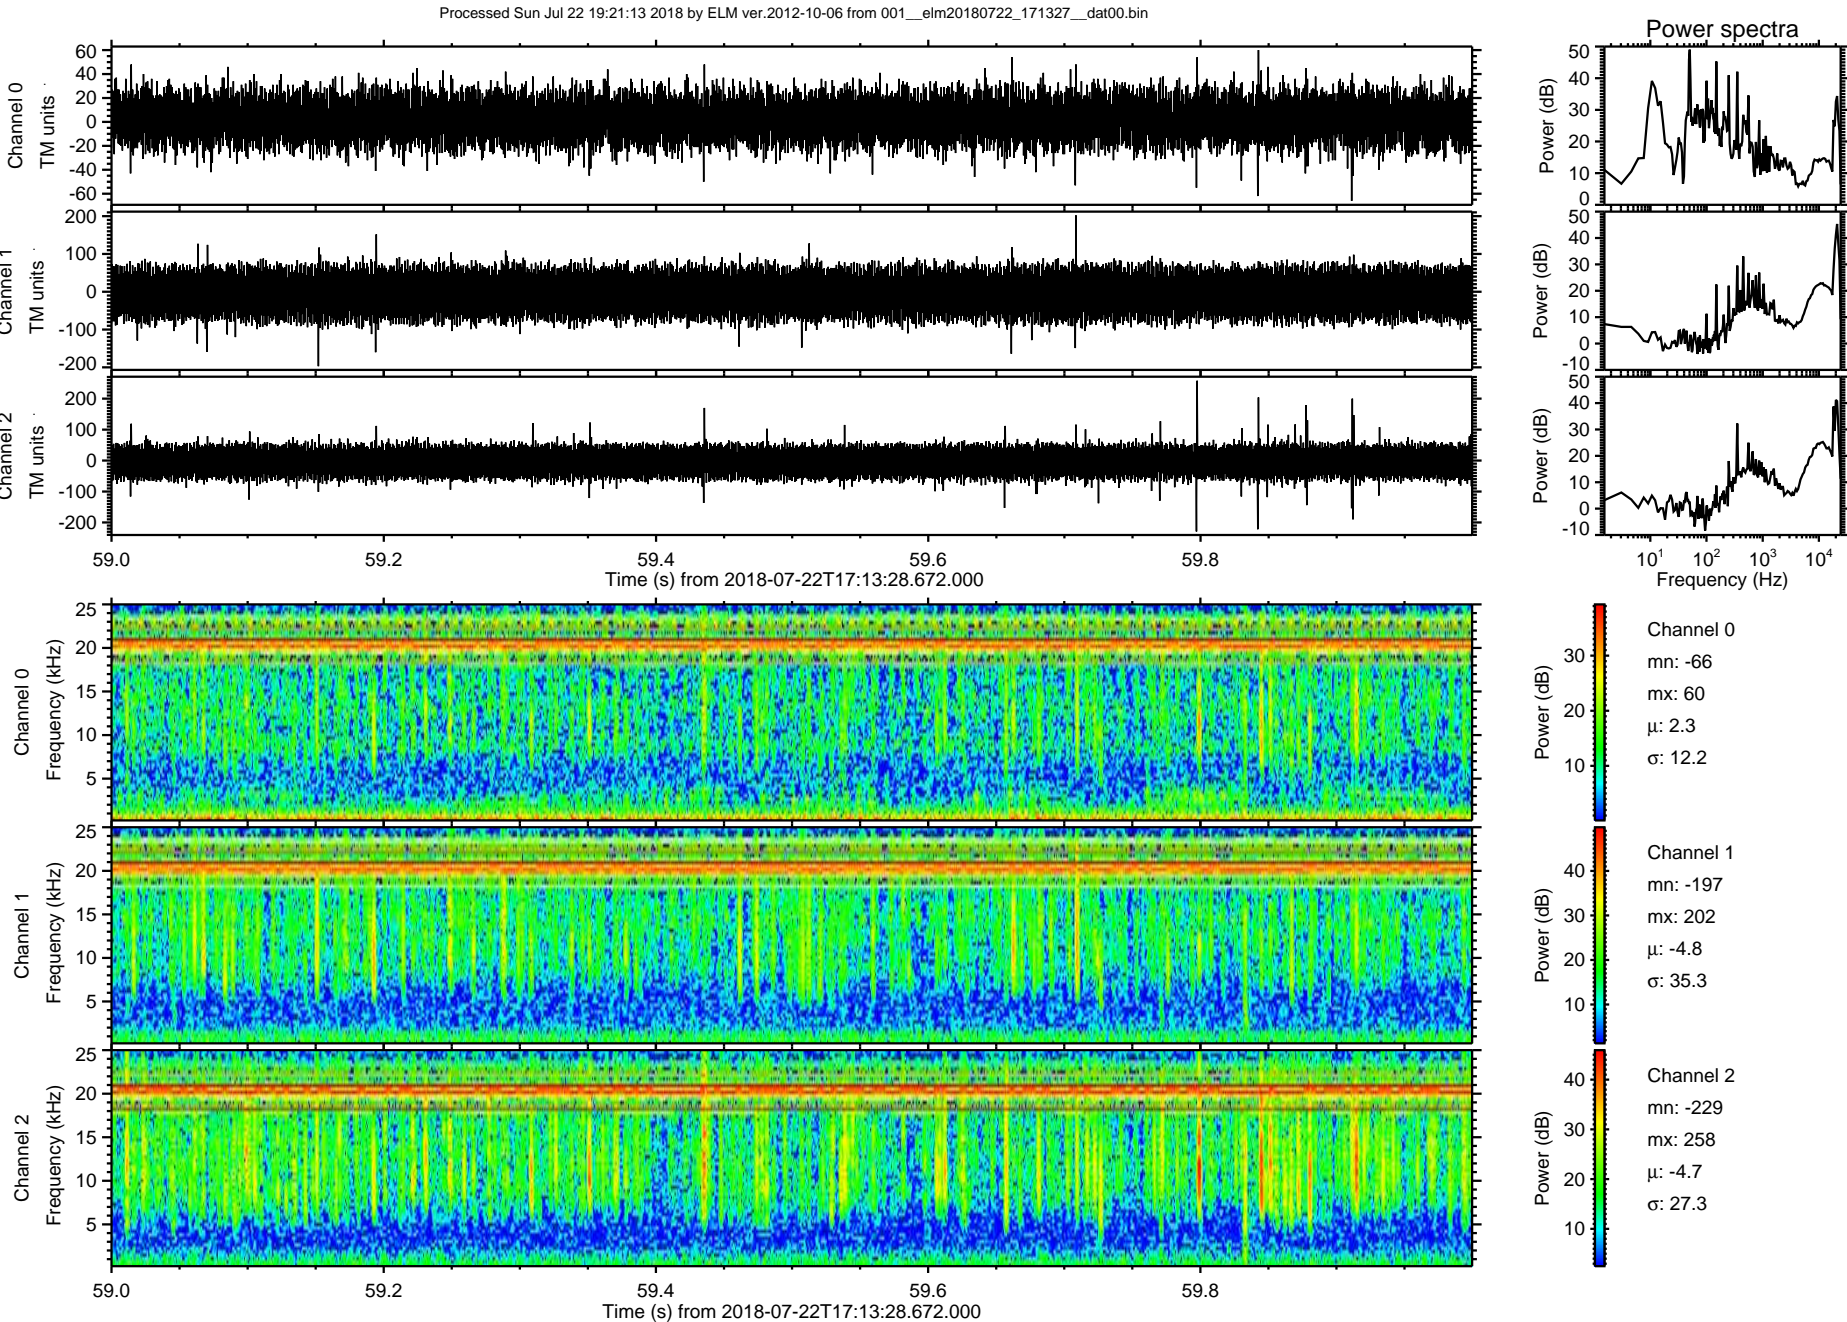 Processed Sun Jul 22 19:21:13 2018 by ELM ver.2012-10-06 from 001__elm20180722_171327__dat00.bin
Power spectra
Channel 0
TM units
60
40
20
0
-20
-40
-60
Power (dB)
50
40
30
20
10
0
Channel 1
TM units
200
100
0
-100
-200
Power (dB)
50
40
30
20
10
0
-10
Channel 2
TM units
200
100
0
-100
-200
Power (dB)
50
40
30
20
10
0
-10
59.0 59.2 59.4 59.6 59.8
Time (s) from 2018-07-22T17:13:28.672.000
10¹ 10² 10³ 10⁴
Frequency (Hz)
Channel 0
Frequency (kHz)
25
20
15
10
5
Power (dB)
30
20
10
Channel 0
mn: -66
mx: 60
μ: 2.3
σ: 12.2
Channel 1
Frequency (kHz)
25
20
15
10
5
Power (dB)
40
30
20
10
Channel 1
mn: -197
mx: 202
μ: -4.8
σ: 35.3
Channel 2
Frequency (kHz)
25
20
15
10
5
Power (dB)
40
30
20
10
Channel 2
mn: -229
mx: 258
μ: -4.7
σ: 27.3
59.0 59.2 59.4 59.6 59.8
Time (s) from 2018-07-22T17:13:28.672.000